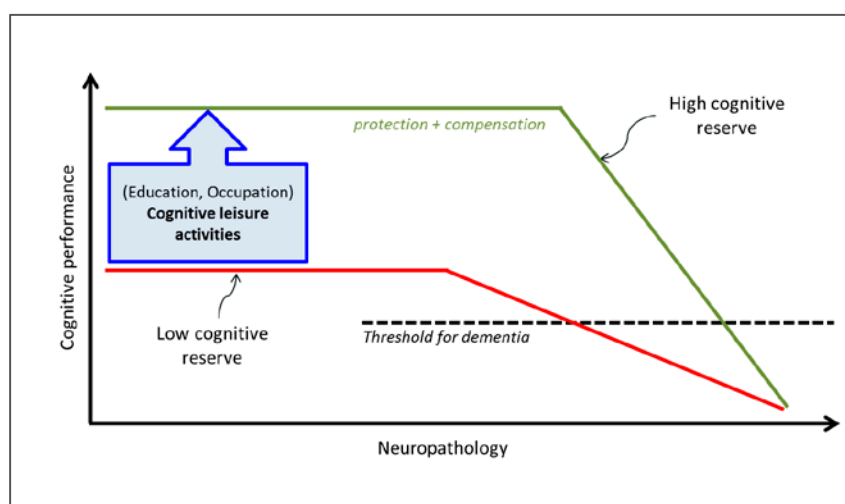 protection + compensation
High cognitive
reserve
(Education, Occupation)
Cognitive leisure
activities
Cognitive performance
Low cognitive
reserve
Threshold for dementia
Neuropathology